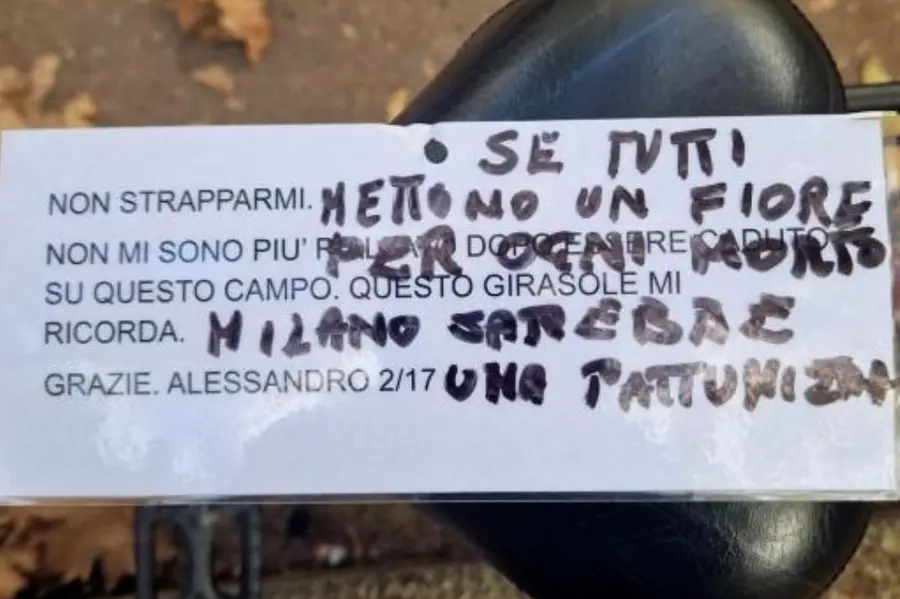 NON STRAPPARMI.
NON MI SONO PIU' RIALZATO DOPO ESSERE CADUTO
SU QUESTO CAMPO. QUESTO GIRASOLE MI
RICORDA.
GRAZIE. ALESSANDRO 2/17
SE TUTTI
METTONO UN FIORE
PER OGNI MORTO
MILANO SAREBBE
UNA PATTUMIERA